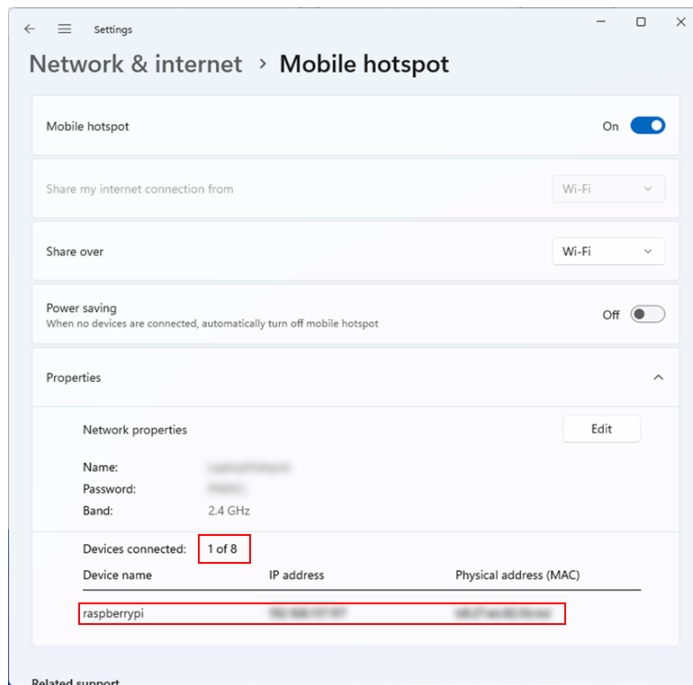 Settings
Network & internet > Mobile hotspot
Mobile hotspot On
Share my internet connection from Wi-Fi
Share over Wi-Fi
Power saving
When no devices are connected, automatically turn off mobile hotspot
Off
Properties
Network properties Edit
Name:
Password:
Band: 2.4 GHz
Devices connected: 1 of 8
Device name IP address Physical address (MAC)
raspberrypi
Related support